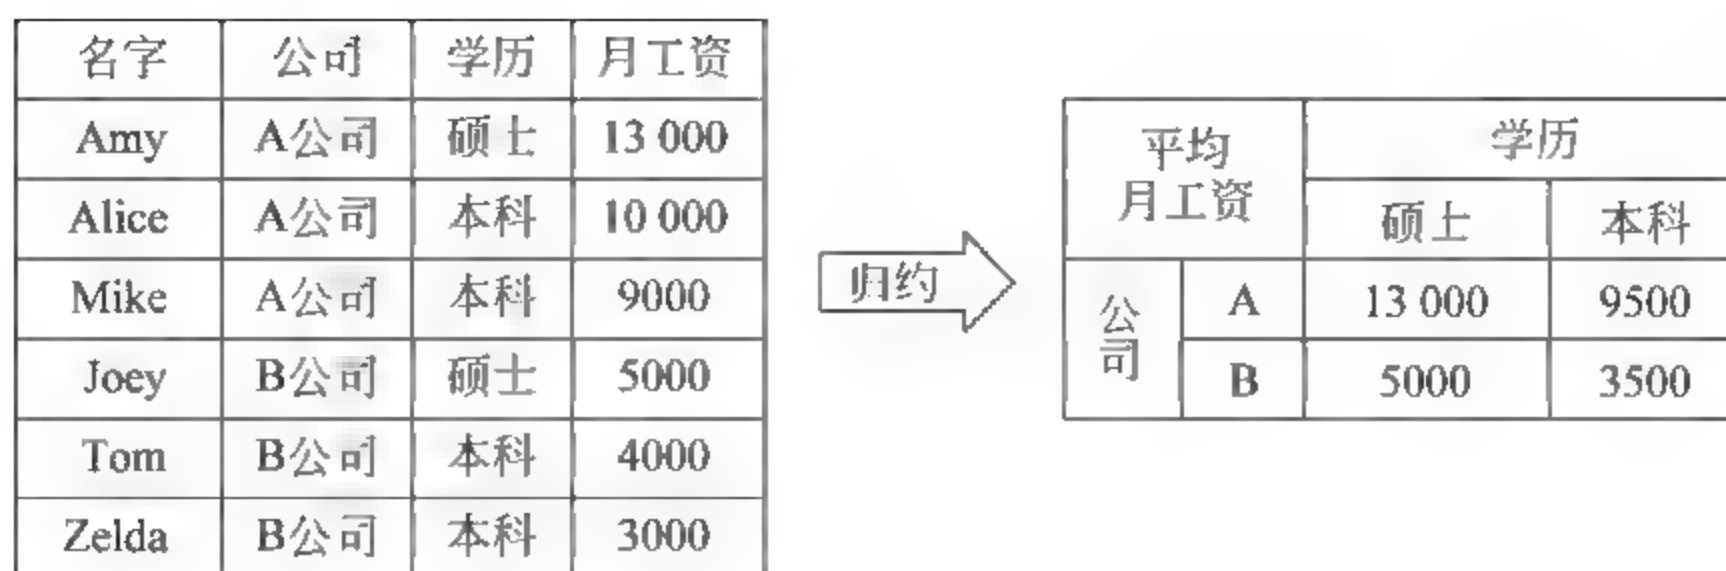 名字 公司 学历 月工资
Amy A公司 硕士 13 000
Alice A公司 本科 10 000
Mike A公司 本科 9000
Joey B公司 硕士 5000
Tom B公司 本科 4000
Zelda B公司 本科 3000
归约
平均
月工资
学历
硕士 本科
公司
A 13 000 9500
B 5000 3500